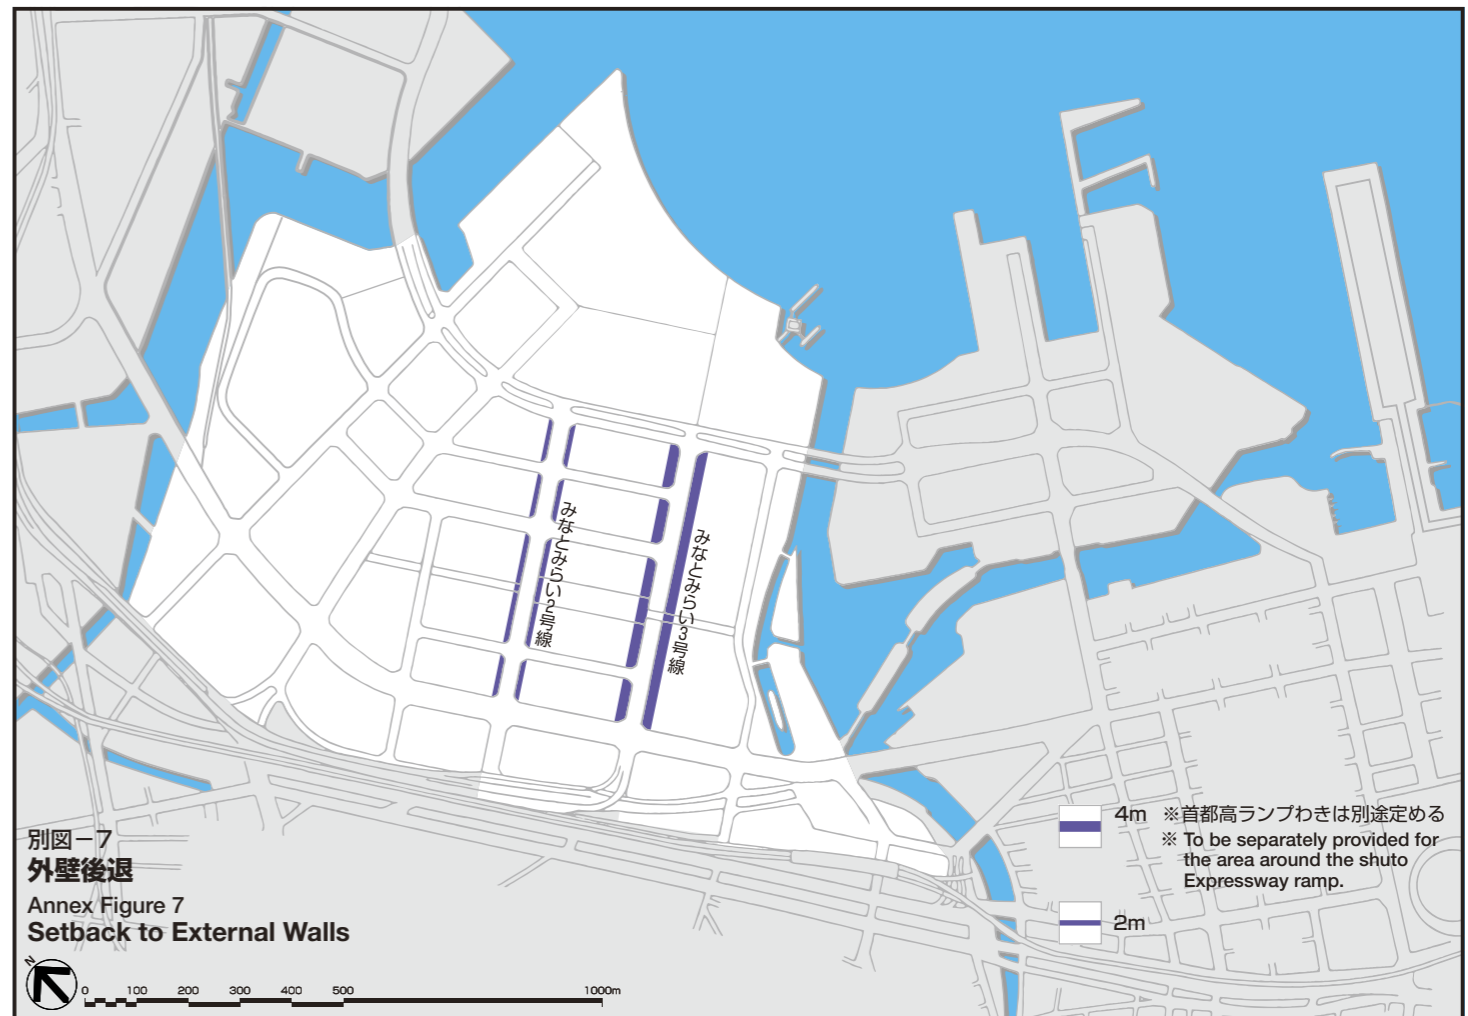 みなとみらい2号線
みなとみらい3号線
4m ※首都高ランプわきは別途定める
※ To be separately provided for
the area around the shuto
Expressway ramp.
2m
別図－7
外壁後退
Annex Figure 7
Setback to External Walls
N
0 100 200 300 400 500 1000m